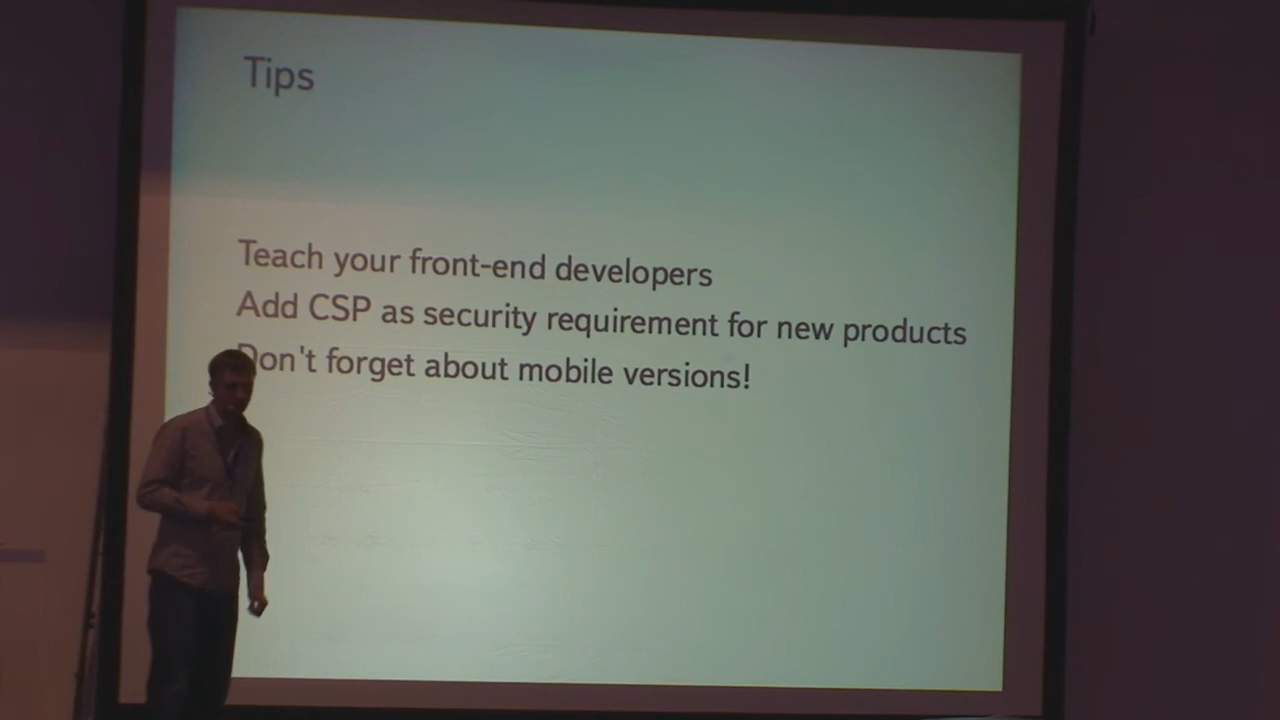 Tips
Teach your front-end developers
Add CSP as security requirement for new products
Don't forget about mobile versions!